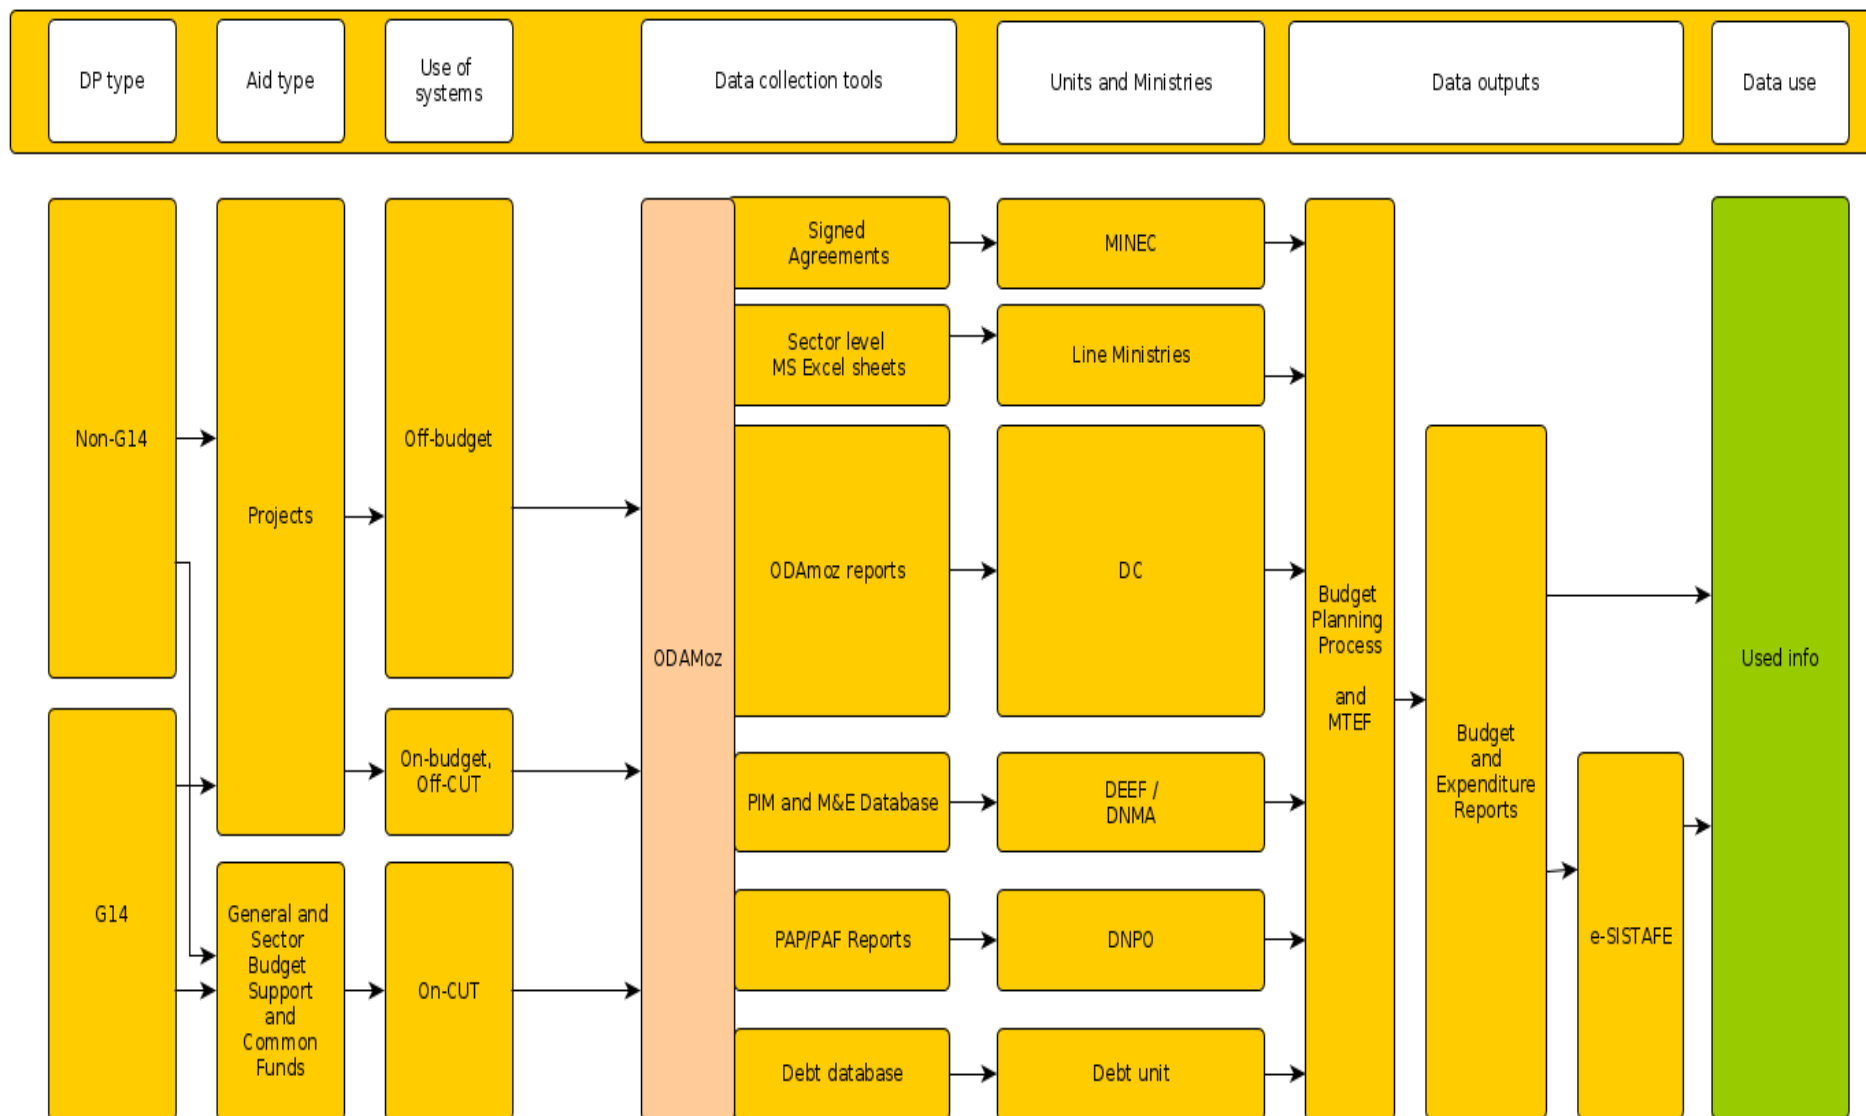 DP type
Aid type
Use of
systems
Data collection tools
Units and Ministries
Data outputs
Data use
Non-G14
G14
Projects
General and
Sector
Budget
Support
and
Common
Funds
Off-budget
On-budget,
Off-CUT
On-CUT
ODAMoz
Signed
Agreements
Sector level
MS Excel sheets
ODAmoz reports
PIM and M&E Database
PAP/PAF Reports
Debt database
MINEC
Line Ministries
DC
DEEF /
DNMA
DNPO
Debt unit
Budget
Planning
Process
and
MTEF
Budget
and
Expenditure
Reports
e-SISTAFE
Used info